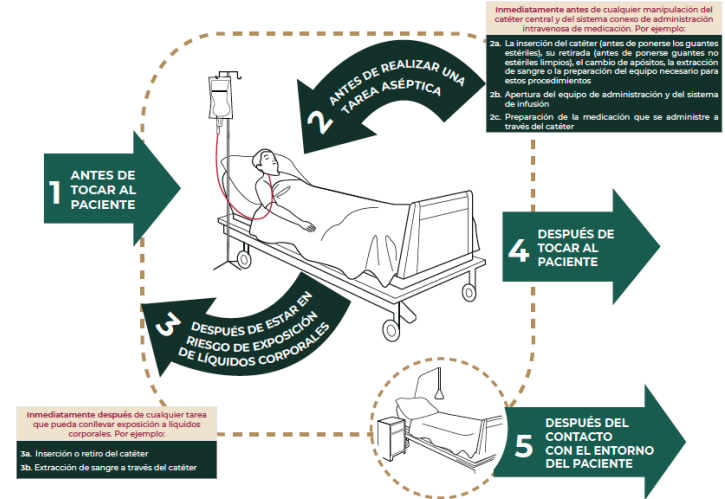 1 ANTES DE
TOCAR AL
PACIENTE
2 ANTES DE REALIZAR UNA
TAREA ASÉPTICA
Inmediatamente antes de cualquier manipulación del
catéter central y del sistema conexo de administración
intravenosa de medicación. Por ejemplo:
2a. La inserción del catéter (antes de ponerse los guantes
estériles), su retirada (antes de ponerse guantes no
estériles limpios), el cambio de apósitos, la extracción
de sangre o la preparación del equipo necesario para
estos procedimientos
2b. Apertura del equipo de administración y del sistema
de infusión
2c. Preparación de la medicación que se administre a
través del catéter
3 DESPUÉS DE ESTAR EN
RIESGO DE EXPOSICIÓN
DE LÍQUIDOS CORPORALES
Inmediatamente después de cualquier tarea
que pueda conllevar exposición a líquidos
corporales. Por ejemplo:
3a. Inserción o retiro del catéter
3b. Extracción de sangre a través del catéter
4 DESPUÉS DE
TOCAR AL
PACIENTE
5 DESPUÉS DEL
CONTACTO
CON EL ENTORNO
DEL PACIENTE